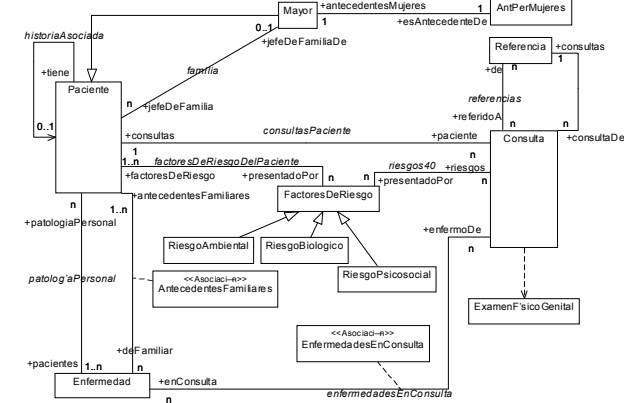 Mayor
+antecedentesMujeres
1
1
+esAntecedenteDe
AntPerMujeres
historiaAsociada
0..1
+jefeDeFamiliaDe
Referencia
+consultas
1
+tiene
familia
+de
n
Paciente
n
+jefeDeFamilia
referencias
+referidoA
n
n
0..1
+consultas
consultasPaciente
+paciente
Consulta
+consultaDe
1
n
1..n
factoresDeRiesgoDelPaciente
riesgos40
+riesgos
+factoresDeRiesgo
+presentadoPor
n
n
+presentadoPor
n
+antecedentesFamiliares
FactoresDeRiesgo
n
1..n
+patologiaPersonal
+enfermoDe
RiesgoAmbiental
RiesgoBiologico
n
RiesgoPsicosocial
patolog'aPersonal
<<Asociaci–n>>
AntecedentesFamiliares
ExamenF'sicoGenital
<<Asociaci–n>>
EnfermedadesEnConsulta
+deFamiliar
+pacientes
1..n
n
Enfermedad
+enConsulta
n
enfermedadesEnConsulta